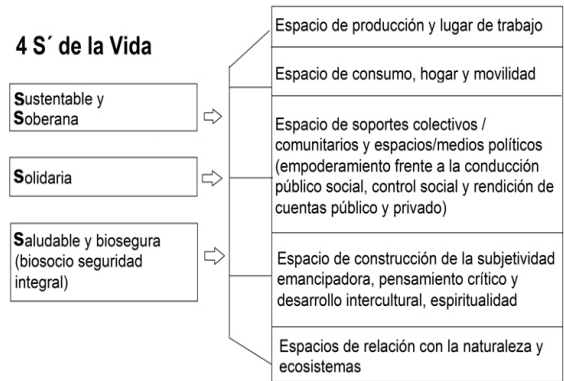 4 S´ de la Vida
Sustentable y
Soberana
Solidaria
Saludable y biosegura
(biosocio seguridad
integral)
Espacio de producción y lugar de trabajo
Espacio de consumo, hogar y movilidad
Espacio de soportes colectivos /
comunitarios y espacios/medios políticos
(empoderamiento frente a la conducción
público social, control social y rendición de
cuentas público y privado)
Espacio de construcción de la subjetividad
emancipadora, pensamiento crítico y
desarrollo intercultural, espiritualidad
Espacios de relación con la naturaleza y
ecosistemas